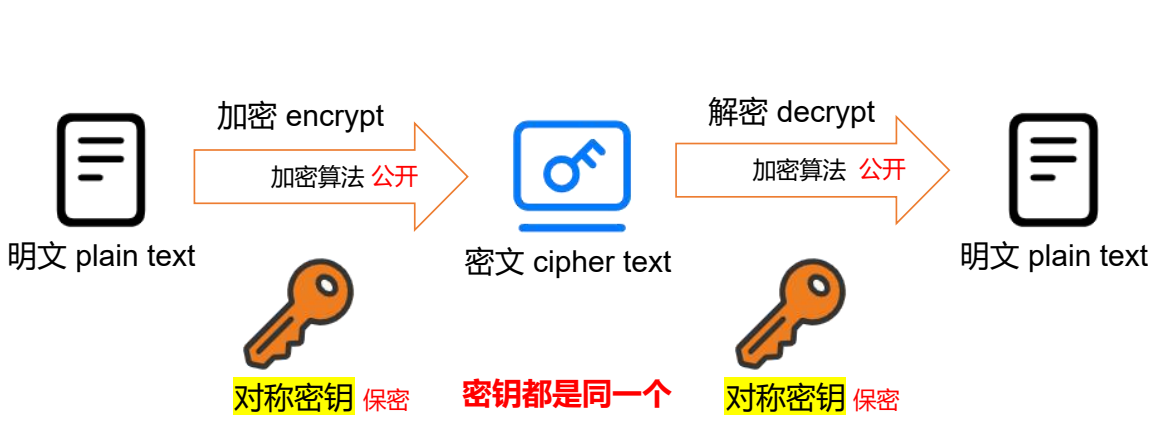 加密 encrypt
加密算法 公开
解密 decrypt
加密算法 公开
明文 plain text
密文 cipher text
明文 plain text
对称密钥 保密
密钥都是同一个
对称密钥 保密